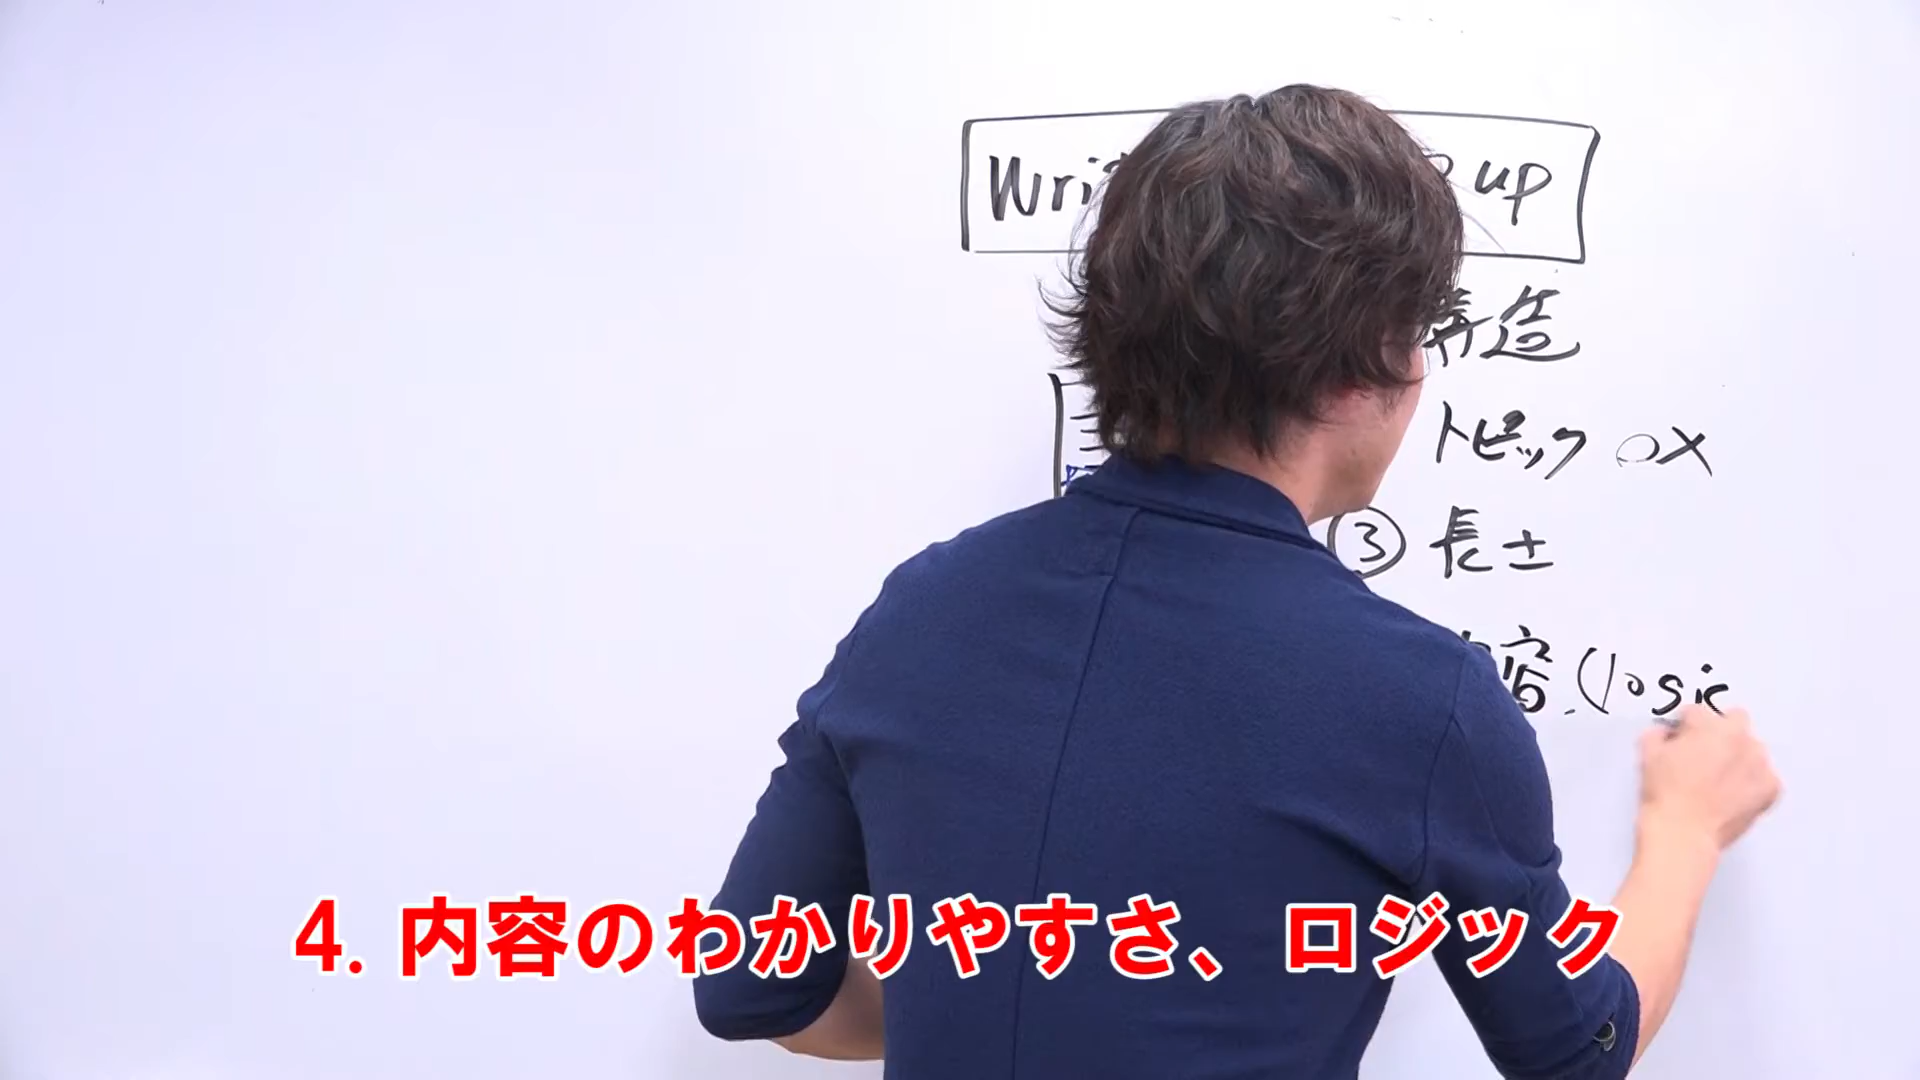 up
造
トピック ○×
③ 長さ
容 (logic
4. 内容のわかりやすさ、ロジック